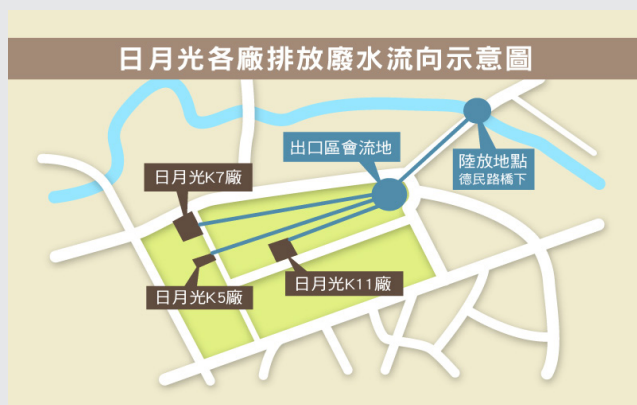 日月光各廠排放廢水流向示意圖
出口區會流地
陸放地點
德民路橋下
日月光K7廠
日月光K5廠
日月光K11廠